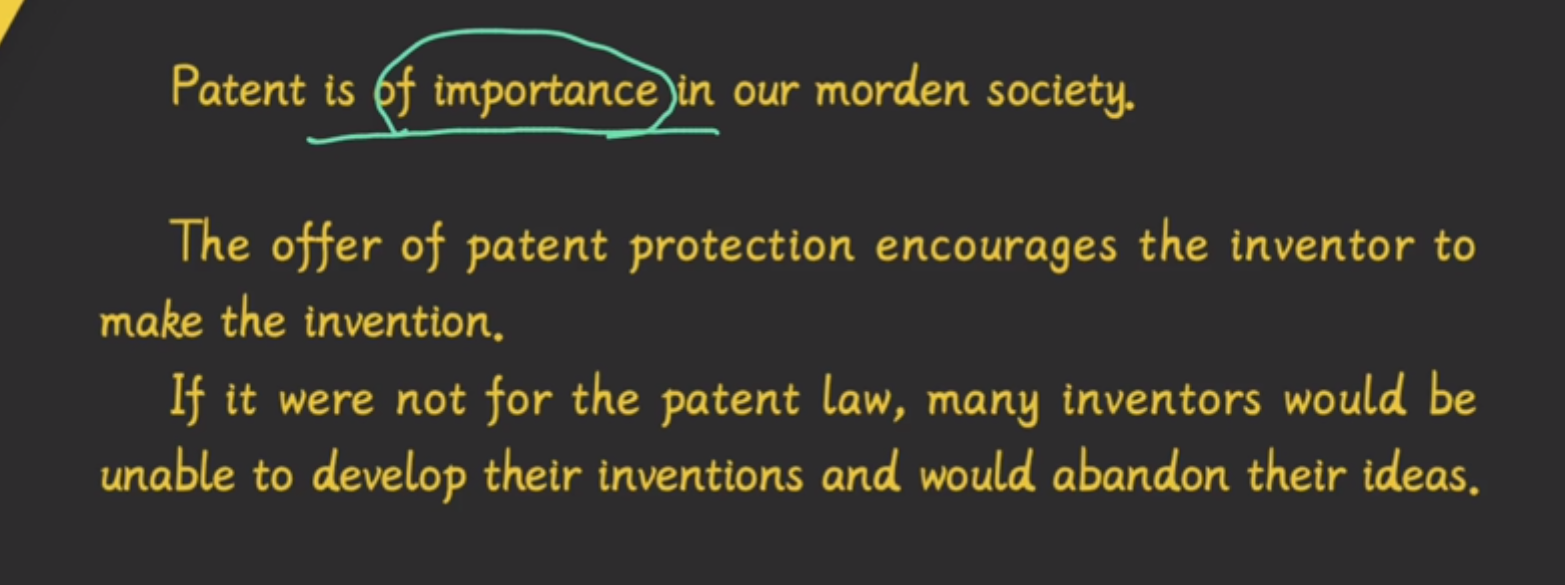 Patent is of importance in our morden society.
The offer of patent protection encourages the inventor to
make the invention.
If it were not for the patent law, many inventors would be
unable to develop their inventions and would abandon their ideas.